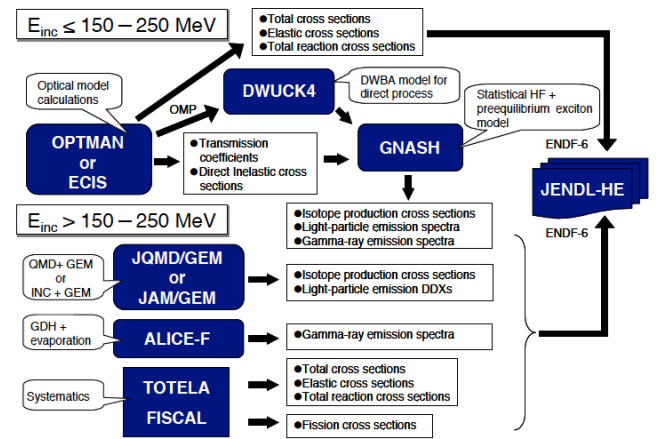 E inc ≤ 150 – 250 MeV
●Total cross sections
●Elastic cross sections
●Total reaction cross sections
Optical model
calculations
OMP
DWUCK4
DWBA model for
direct process
Statistical HF +
preequilibrium exciton
model
OPTMAN
or
ECIS
●Transmission
coefficients
●Direct Inelastic cross
sections
GNASH
ENDF-6
JENDL-HE
ENDF-6
E inc > 150 – 250 MeV
●Isotope production cross sections
●Light-particle emission spectra
●Gamma-ray emission spectra
QMD+ GEM
or
INC + GEM
JQMD/GEM
or
JAM/GEM
●Isotope production cross sections
●Light-particle emission DDXs
GDH +
evaporation
ALICE-F
●Gamma-ray emission spectra
Systematics
TOTELA
FISCAL
●Total cross sections
●Elastic cross sections
●Total reaction cross sections
●Fission cross sections